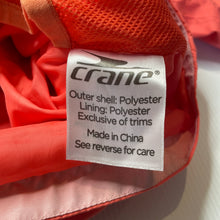 crane®
Outer shell: Polyester
Lining: Polyester
Exclusive of trims
Made in China
See reverse for care